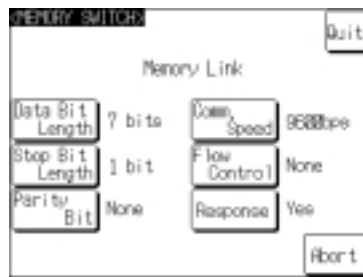 <MEMORY SWITCH>
Quit
Memory Link
Data Bit
Length
7 bits
Comm.
Speed
9600bps
Stop Bit
Length
1 bit
Flow
Control
None
Parity
Bit
None
Response
Yes
Abort